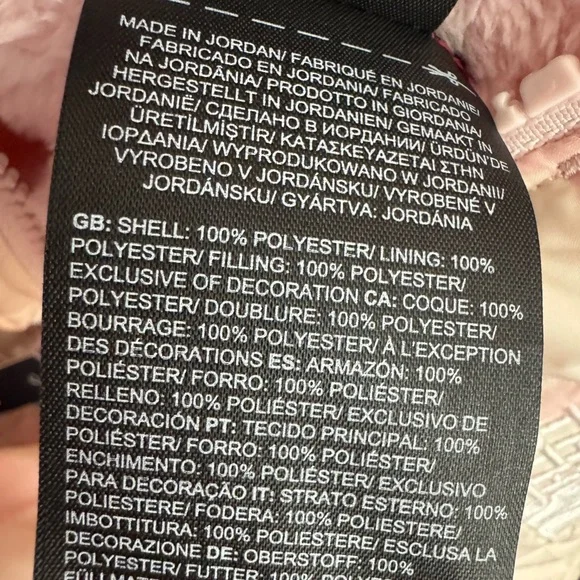 MADE IN JORDAN/ FABRIQUÉ EN JORDANIE/
FABRICADO EN JORDANIA/ FABRICADO
NA JORDÂNIA/ PRODOTTO IN GIORDANIA/
HERGESTELLT IN JORDANIEN/ GEMAAKT IN
JORDANIË/ СДЕЛАНО В ИОРДАНИИ/ ÜRDÜN'DE
ÜRETİLMİŞTİR/ ΚΑΤΑΣΚΕΥΑΖΕΤΑΙ ΣΤΗΝ
ΙΟΡΔΑΝΙΑ/ WYPRODUKOWANO W JORDANII/
VYROBENO V JORDÁNSKU/ VYROBENÉ V
JORDÁNSKU/ GYÁRTVA: JORDÁNIA
GB: SHELL: 100% POLYESTER/ LINING: 100%
POLYESTER/ FILLING: 100% POLYESTER/
EXCLUSIVE OF DECORATION CA: COQUE: 100%
POLYESTER/ DOUBLURE: 100% POLYESTER/
BOURRAGE: 100% POLYESTER/ À L'EXCEPTION
DES DÉCORATIONS ES: ARMAZÓN: 100%
POLIÉSTER/ FORRO: 100% POLIÉSTER/
RELLENO: 100% POLIÉSTER/ EXCLUSIVO DE
DECORACIÓN PT: TECIDO PRINCIPAL: 100%
POLIÉSTER/ FORRO: 100% POLIÉSTER/
ENCHIMENTO: 100% POLIÉSTER/ EXCLUSIVO
PARA DECORAÇÃO IT: STRATO ESTERNO: 100%
POLIESTERE/ FODERA: 100% POLIESTERE/
IMBOTTITURA: 100% POLIESTERE/ ESCLUSA LA
DECORAZIONE DE: OBERSTOFF: 100%
POLYESTER/ FUTTER: 100% POLYESTER/